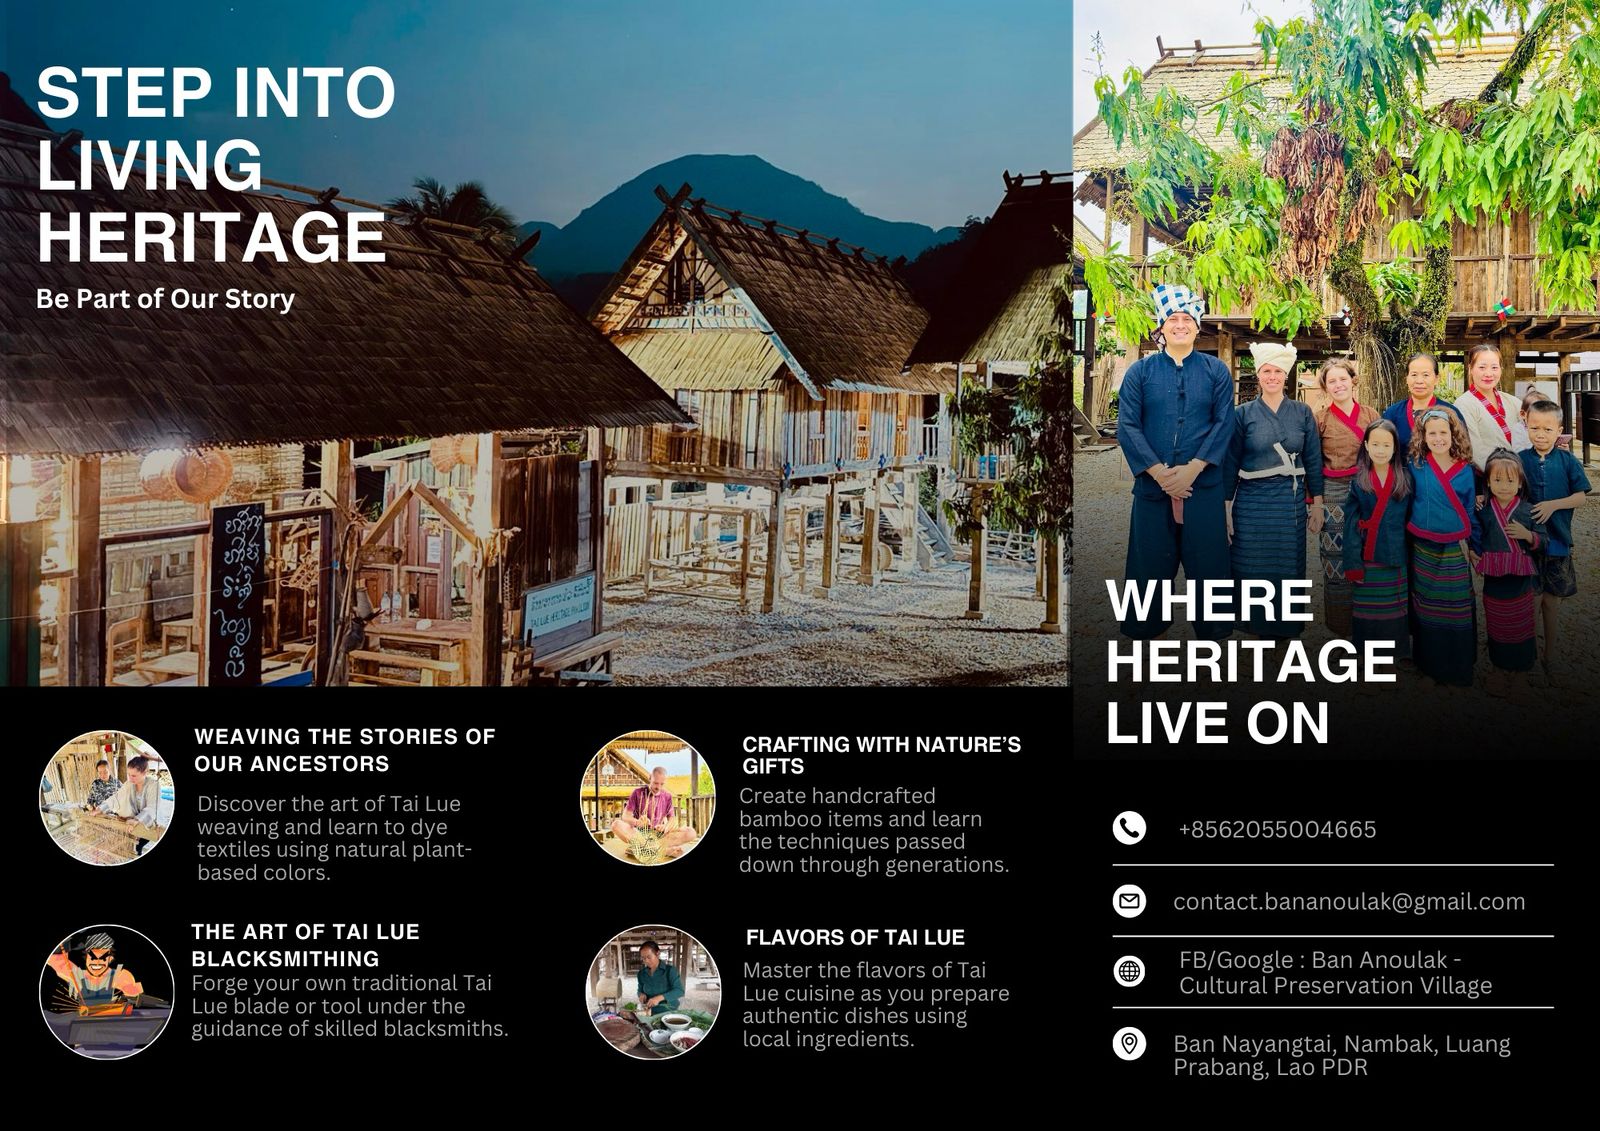 STEP INTO
LIVING
HERITAGE
Be Part of Our Story
TAI LUE HERITAGE PAVILION
WHERE
HERITAGE
LIVE ON
WEAVING THE STORIES OF
OUR ANCESTORS
Discover the art of Tai Lue
weaving and learn to dye
textiles using natural plant-
based colors.
CRAFTING WITH NATURE’S
GIFTS
Create handcrafted
bamboo items and learn
the techniques passed
down through generations.
THE ART OF TAI LUE
BLACKSMITHING
Forge your own traditional Tai
Lue blade or tool under the
guidance of skilled blacksmiths.
FLAVORS OF TAI LUE
Master the flavors of Tai
Lue cuisine as you prepare
authentic dishes using
local ingredients.
+8562055004665
contact.bananoulak@gmail.com
FB/Google : Ban Anoulak -
Cultural Preservation Village
Ban Nayangtai, Nambak, Luang
Prabang, Lao PDR